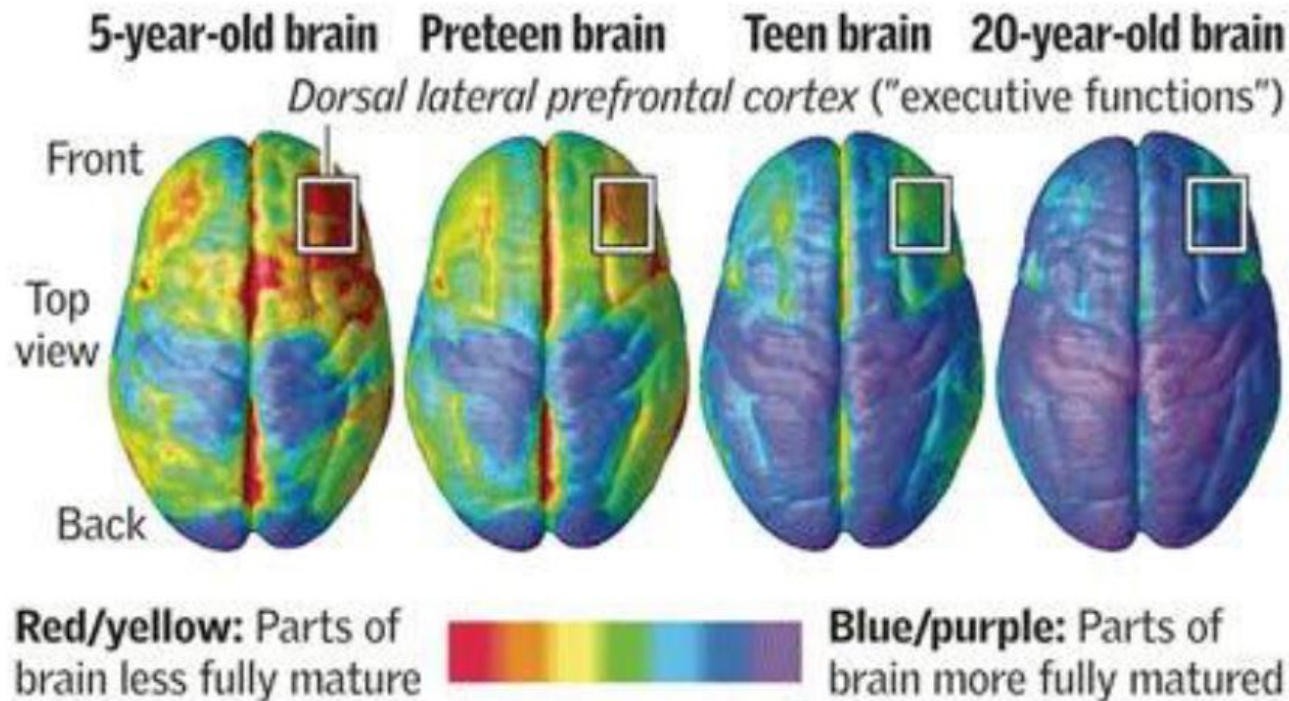 5-year-old brain Preteen brain Teen brain 20-year-old brain
Dorsal lateral prefrontal cortex ("executive functions")
Front
Top
view
Back
Red/yellow: Parts of
brain less fully mature
Blue/purple: Parts of
brain more fully matured